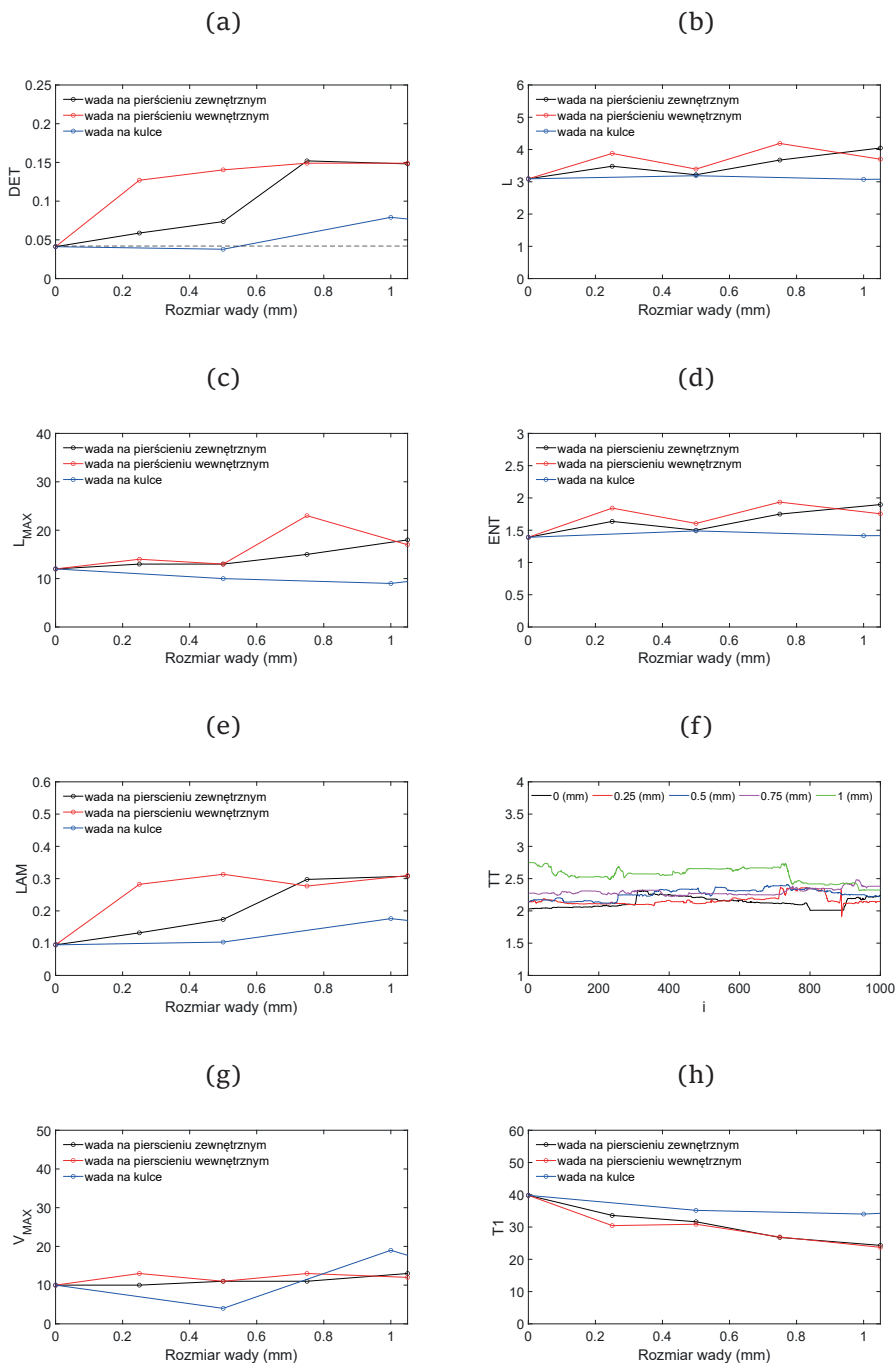 (a)
(b)
0.25
0.2
0.15
0.1
0.05
0
DET
wada na pierścieniu zewnętrznym
wada na pierścieniu wewnętrznym
wada na kulce
0 0.2 0.4 0.6 0.8 1
Rozmiar wady (mm)
6
5
4
3
2
1
0
L
wada na pierścieniu zewnętrznym
wada na pierścieniu wewnętrznym
wada na kulce
0 0.2 0.4 0.6 0.8 1
Rozmiar wady (mm)
(c)
(d)
40
30
20
10
0
L_MAX
wada na pierścieniu zewnętrznym
wada na pierścieniu wewnętrznym
wada na kulce
0 0.2 0.4 0.6 0.8 1
Rozmiar wady (mm)
3
2.5
2
1.5
1
0.5
0
ENT
wada na pierscieniu zewnętrznym
wada na pierścieniu wewnętrznym
wada na kulce
0 0.2 0.4 0.6 0.8 1
Rozmiar wady (mm)
(e)
(f)
0.6
0.5
0.4
0.3
0.2
0.1
0
LAM
wada na pierscieniu zewnętrznym
wada na pierscieniu wewnętrznym
wada na kulce
0 0.2 0.4 0.6 0.8 1
Rozmiar wady (mm)
4
3.5
3
2.5
2
1.5
1
TT
0 (mm) 0.25 (mm) 0.5 (mm) 0.75 (mm) 1 (mm)
0 200 400 600 800 1000
i
(g)
(h)
50
40
30
20
10
0
V_MAX
wada na pierscieniu zewnętrznym
wada na pierscieniu wewnętrznym
wada na kulce
0 0.2 0.4 0.6 0.8 1
Rozmiar wady (mm)
60
50
40
30
20
10
0
T1
wada na pierscieniu zewnętrznym
wada na pierscieniu wewnętrznym
wada na kulce
0 0.2 0.4 0.6 0.8 1
Rozmiar wady (mm)